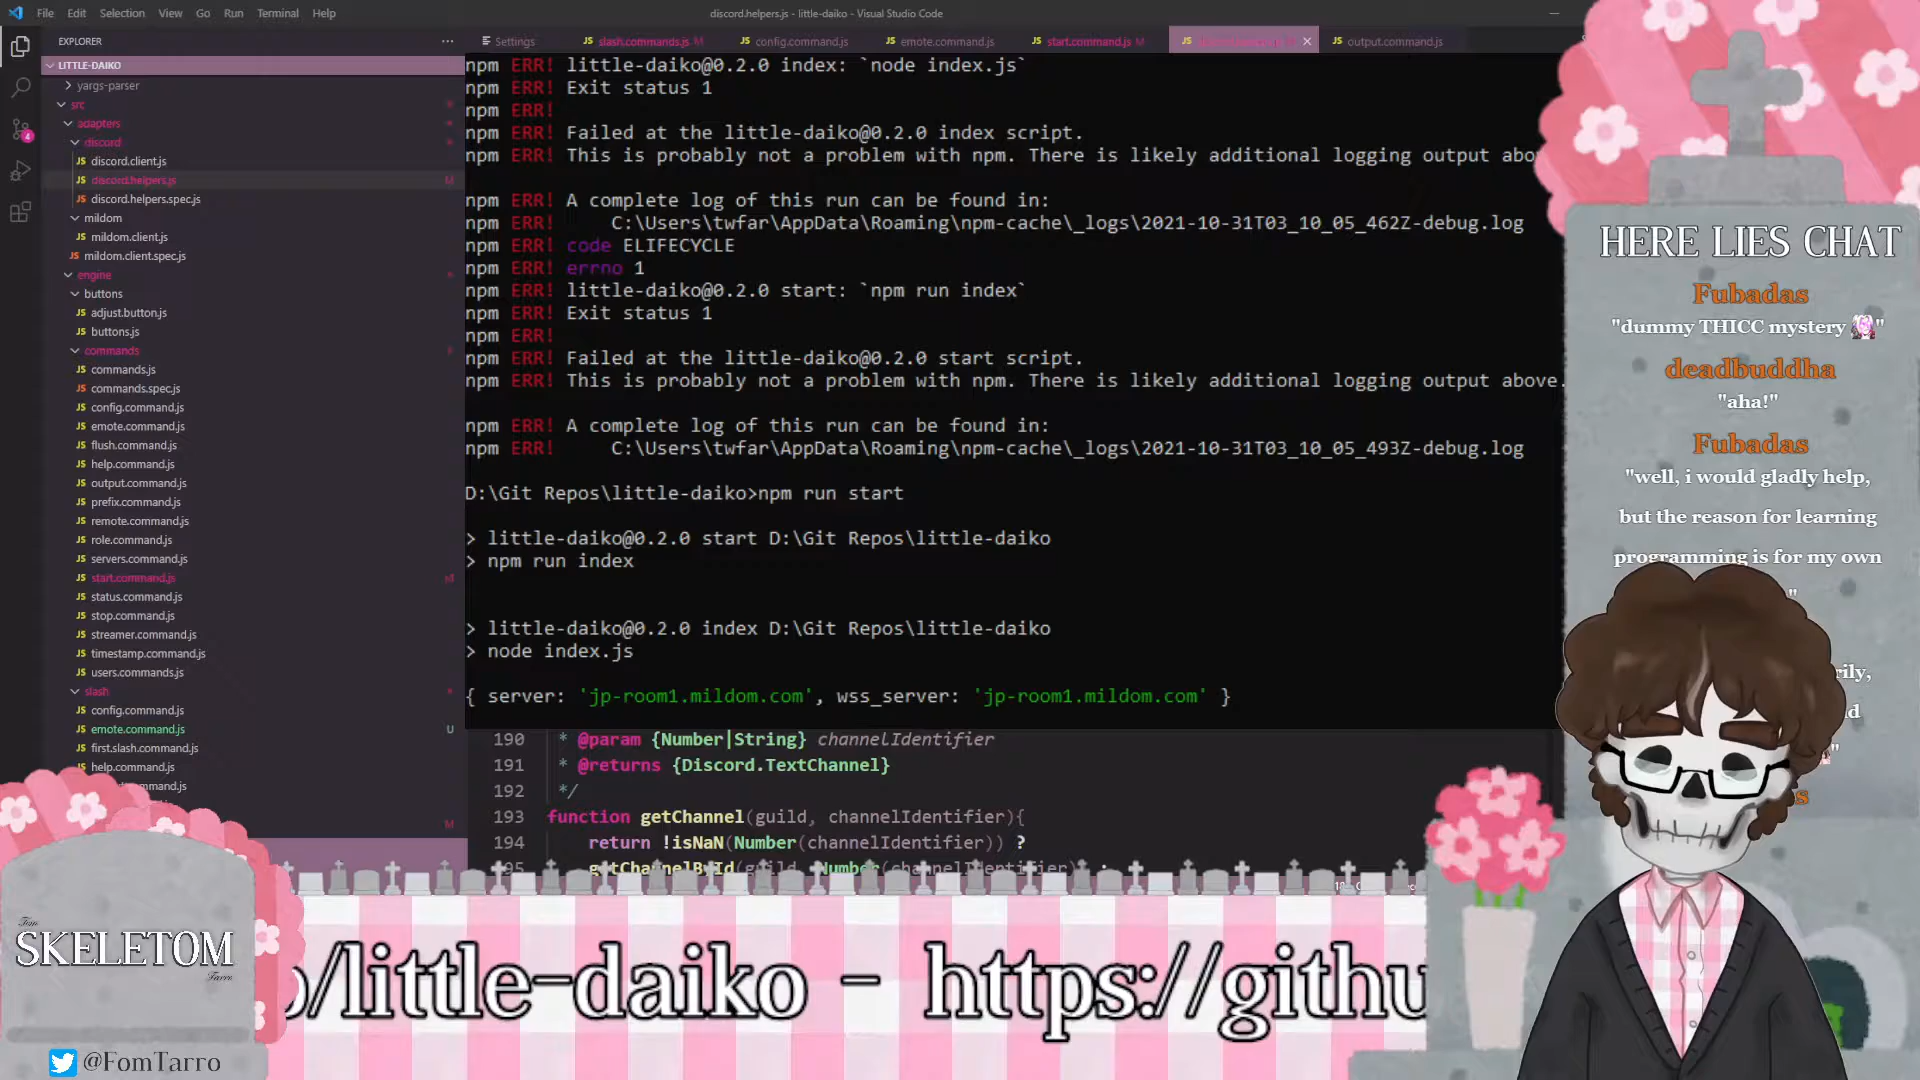 File Edit Selection View Go Run Terminal Help
discord.helpers.js - little-daiko - Visual Studio Code
EXPLORER
Settings
slash.commands.js M
config.command.js
emote.command.js
start.command.js M
output.command.js
LITTLE-DAIKO
yargs-parser
src
adapters
discord
discord.client.js
discord.helpers.js M
discord.helpers.spec.js
mildom
mildom.client.js
mildom.client.spec.js
engine
buttons
adjust.button.js
buttons.js
commands
commands.js
commands.spec.js
config.command.js
emote.command.js
flush.command.js
help.command.js
output.command.js
prefix.command.js
remote.command.js
role.command.js
servers.command.js
start.command.js M
status.command.js
stop.command.js
streamer.command.js
timestamp.command.js
users.commands.js
slash
config.command.js
emote.command.js U
first.slash.command.js
help.command.js
mmand.js
M
npm ERR! little-daiko@0.2.0 index: `node index.js`
npm ERR! Exit status 1
npm ERR!
npm ERR! Failed at the little-daiko@0.2.0 index script.
npm ERR! This is probably not a problem with npm. There is likely additional logging output abo
npm ERR! A complete log of this run can be found in:
npm ERR!     C:\Users\twfar\AppData\Roaming\npm-cache\_logs\2021-10-31T03_10_05_462Z-debug.log
npm ERR! code ELIFECYCLE
npm ERR! errno 1
npm ERR! little-daiko@0.2.0 start: `npm run index`
npm ERR! Exit status 1
npm ERR!
npm ERR! Failed at the little-daiko@0.2.0 start script.
npm ERR! This is probably not a problem with npm. There is likely additional logging output above.
npm ERR! A complete log of this run can be found in:
npm ERR!     C:\Users\twfar\AppData\Roaming\npm-cache\_logs\2021-10-31T03_10_05_493Z-debug.log
D:\Git Repos\little-daiko>npm run start
> little-daiko@0.2.0 start D:\Git Repos\little-daiko
> npm run index
> little-daiko@0.2.0 index D:\Git Repos\little-daiko
> node index.js
{ server: 'jp-room1.mildom.com', wss_server: 'jp-room1.mildom.com' }
190 * @param {Number|String} channelIdentifier
191 * @returns {Discord.TextChannel}
192 */
193 function getChannel(guild, channelIdentifier){
194 return !isNaN(Number(channelIdentifier)) ?
195 getChannelById(guild, Number(channelIdentifier) :
HERE LIES CHAT
Fubadas
"dummy THICC mystery "
deadbuddha
"aha!"
Fubadas
"well, i would gladly help,
but the reason for learning
programming is for my own
"
rily,
d
"
s
Fom
SKELETOM
Tarro
@FomTarro
o/little-daiko - https://githu